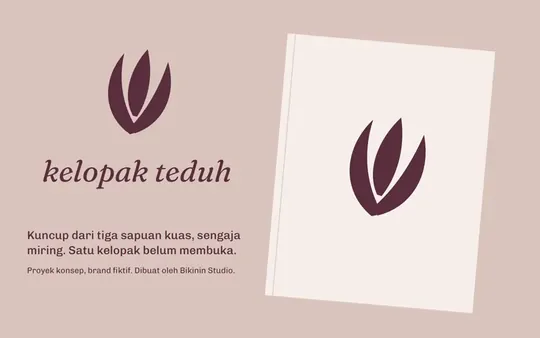 kelopak teduh
Kuncup dari tiga sapuan kuas, sengaja
miring. Satu kelopak belum membuka.
Proyek konsep, brand fiktif. Dibuat oleh Bikinin Studio.